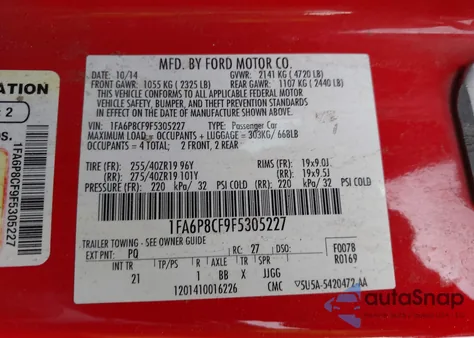 MFD. BY FORD MOTOR CO.
DATE: 10/14 GVWR: 2141 KG (4720 LB)
FRONT GAWR: 1055 KG (2325 LB) REAR GAWR: 1107 KG (2440 LB)
THIS VEHICLE CONFORMS TO ALL APPLICABLE FEDERAL MOTOR
VEHICLE SAFETY, BUMPER, AND THEFT PREVENTION STANDARDS
IN EFFECT ON THE DATE OF MANUFACTURE SHOWN ABOVE.
VIN: 1FA6P8CF9F5305227 TYPE: Passenger Car
MAXIMUM LOAD = OCCUPANTS + LUGGAGE = 303KG/ 668LB
OCCUPANTS = 4 TOTAL: 2 FRONT, 2 REAR
TIRE (FR): 255/40ZR19 96Y RIMS (FR): 19x9.0J
(RR): 275/40ZR19 101Y (RR): 19x9.5J
PRESSURE (FR): 220 kPa/ 32 PSI COLD (RR): 220 kPa/ 32 PSI COLD
1FA6P8CF9F5305227
TRAILER TOWING - SEE OWNER GUIDE
EXT PNT: PQ RC: 27 DSO: F0078
R0169
INT TR TP/PS R AXLE TR SPR
21 1 BB X JJGG
1201410016226 CMC 5U5A-5420472-AA
ATION
2
OS.
1FA6P8CF9F5305227
autoSnap